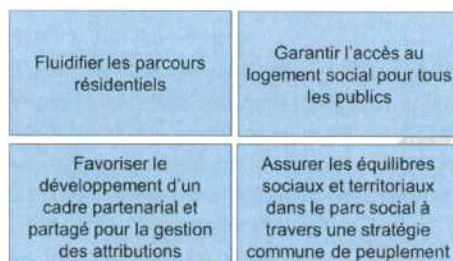 Fluidifier les parcours
résidentiels
Garantir l'accès au
logement social pour tous
les publics
Favoriser le
développement d'un
cadre partenarial et
partagé pour la gestion
des attributions
Assurer les équilibres
sociaux et territoriaux
dans le parc social à
travers une stratégie
commune de peuplement